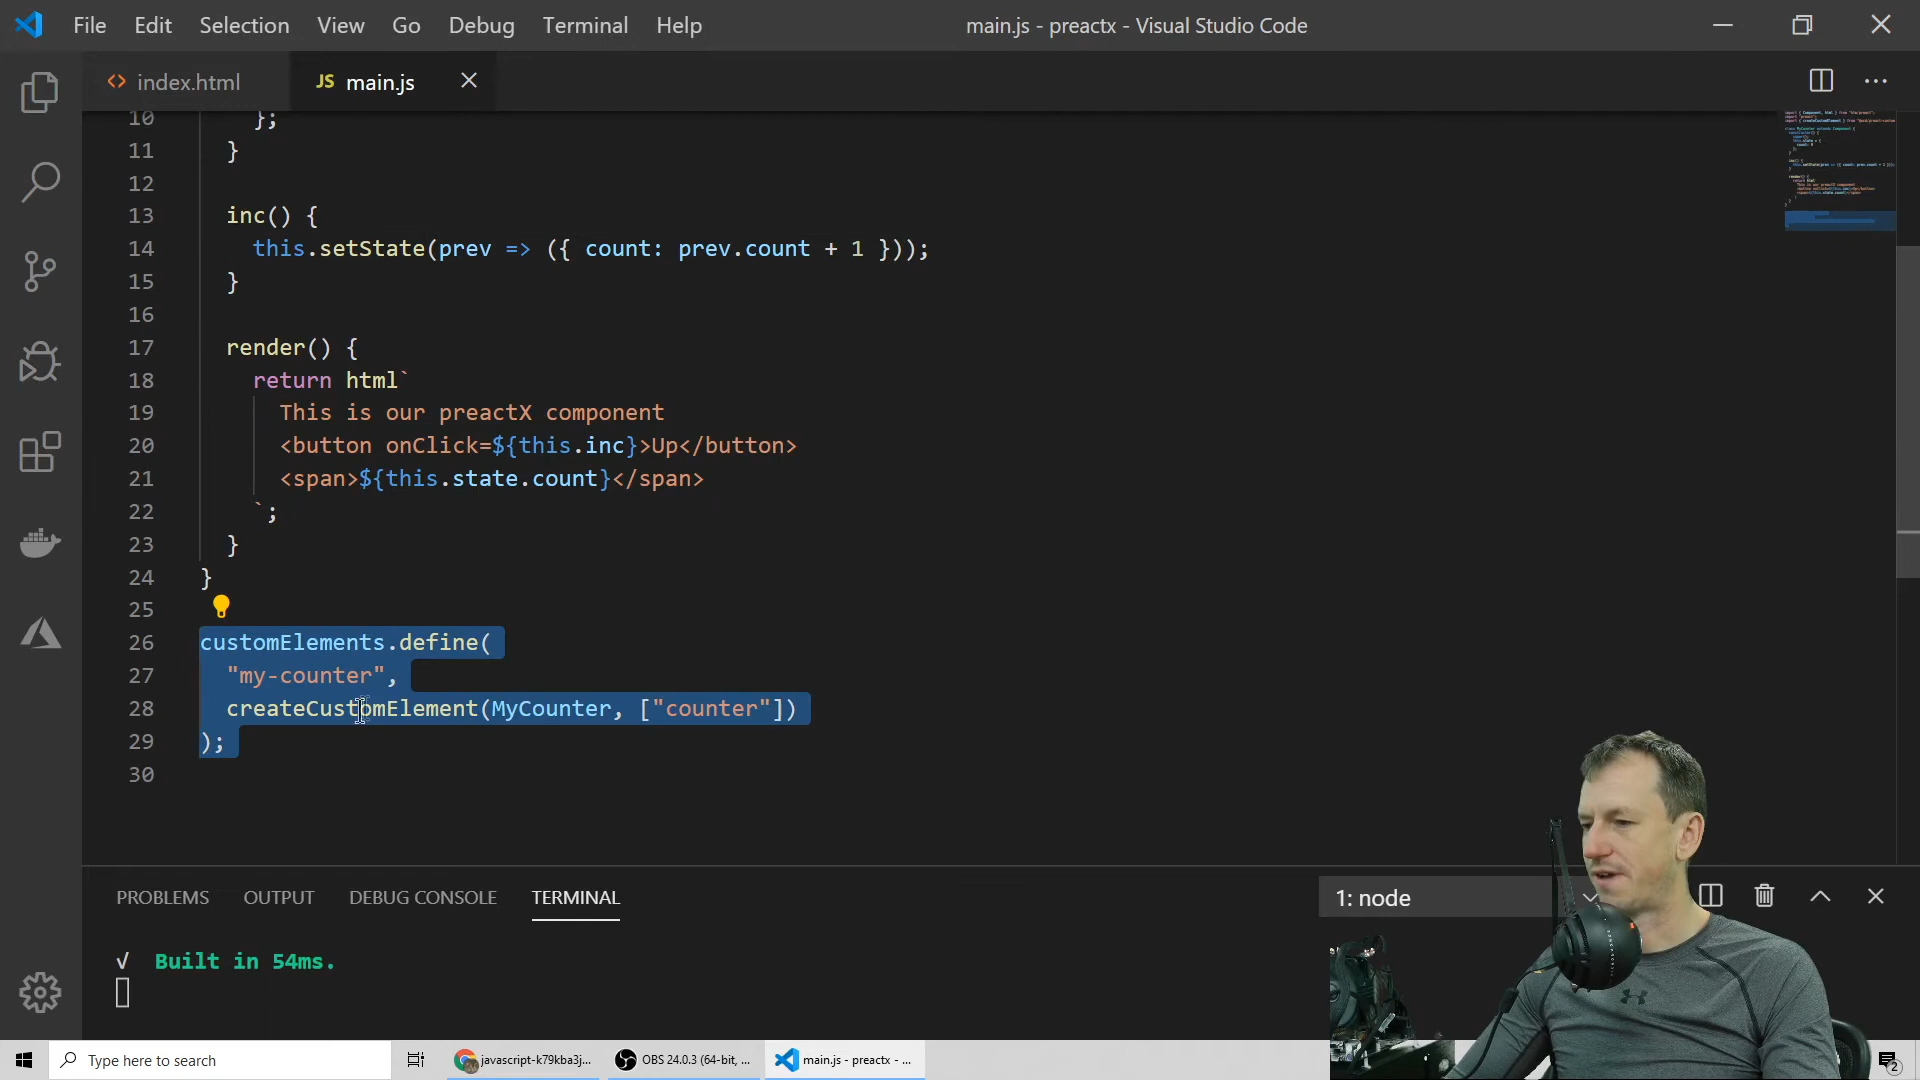 File Edit Selection View Go Debug Terminal Help
main.js - preactx - Visual Studio Code
index.html
JS main.js
10 };
11 }
12
13 inc() {
14 this.setState(prev => ({ count: prev.count + 1 }));
15 }
16
17 render() {
18 return html`
19 This is our preactX component
20 <button onClick=${this.inc}>Up</button>
21 <span>${this.state.count}</span>
22 `;
23 }
24 }
25
26 customElements.define(
27 "my-counter",
28 createCustomElement(MyCounter, ["counter"])
29 );
30
PROBLEMS OUTPUT DEBUG CONSOLE TERMINAL
1: node
√ Built in 54ms.
Type here to search
javascript-k79kba3j...
OBS 24.0.3 (64-bit, ...
main.js - preactx - ...
2